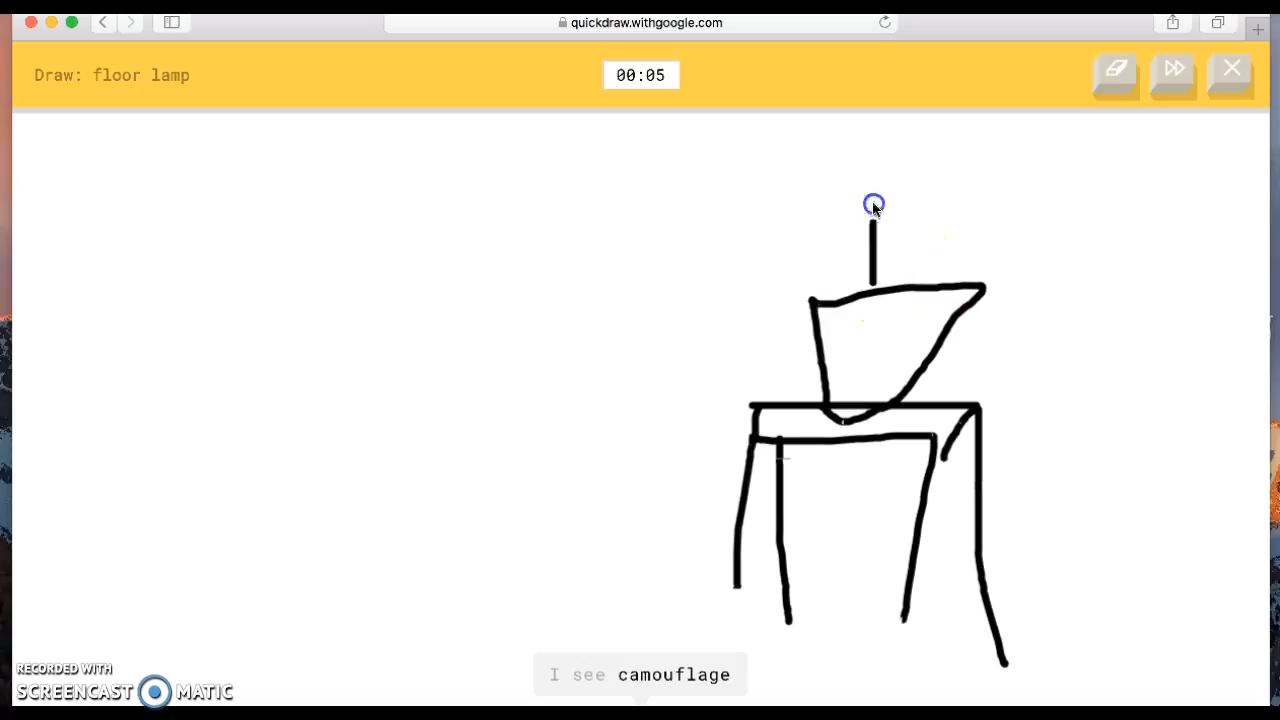 quickdraw.withgoogle.com
Draw: floor lamp
00:05
I see camouflage
RECORDED WITH
SCREENCAST MATIC